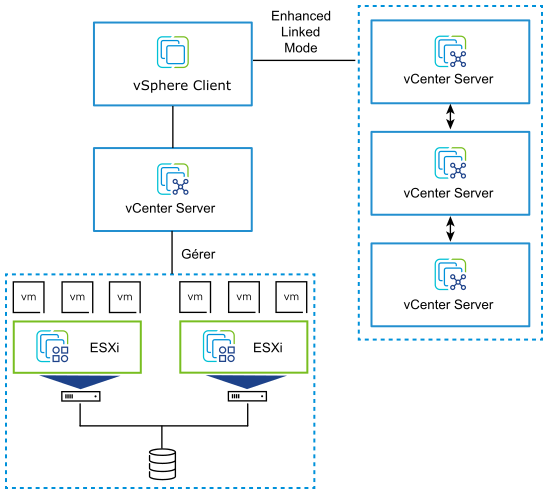 Enhanced
Linked
Mode
vSphere Client
vCenter Server
vCenter Server
vCenter Server
vCenter Server
Gérer
vm vm vm vm vm vm
ESXi ESXi